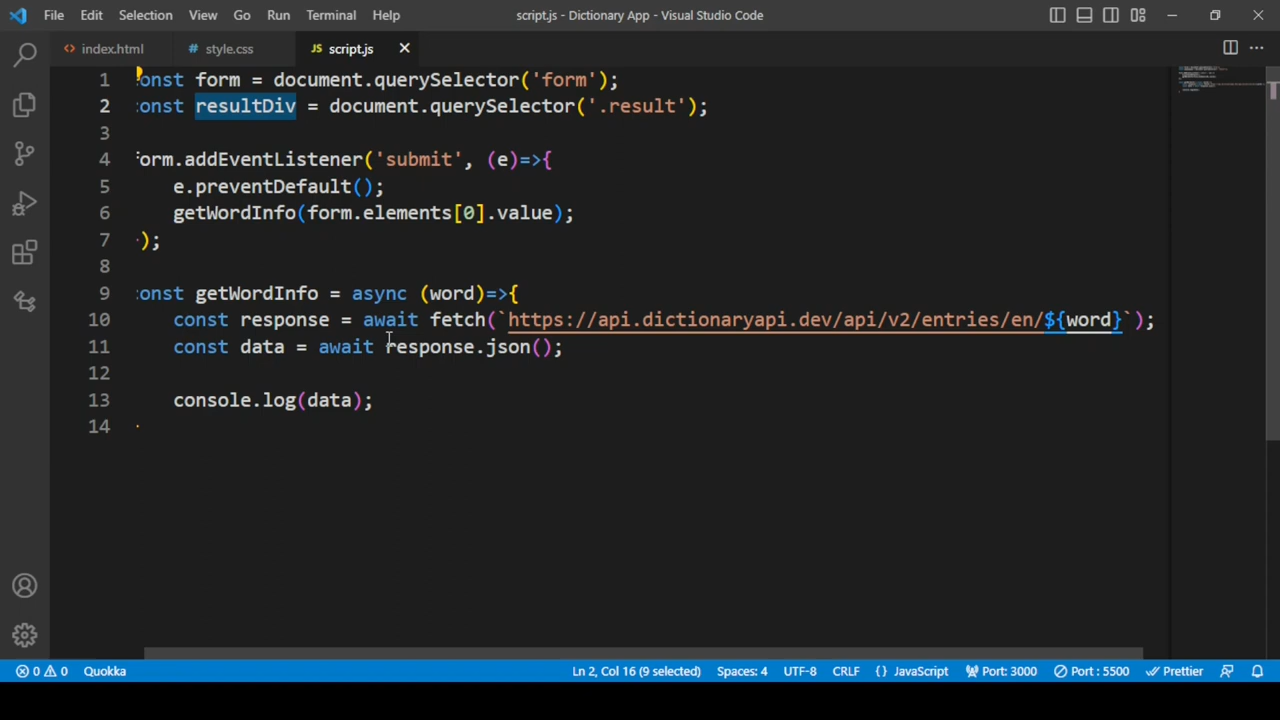 File Edit Selection View Go Run Terminal Help script.js - Dictionary App - Visual Studio Code
index.html # style.css JS script.js
1 onst form = document.querySelector('form');
2 onst resultDiv = document.querySelector('.result');
3
4 orm.addEventListener('submit', (e)=>{
5 e.preventDefault();
6 getWordInfo(form.elements[0].value);
7 );
8
9 onst getWordInfo = async (word)=>{
10 const response = await fetch(`https://api.dictionaryapi.dev/api/v2/entries/en/${word}`);
11 const data = await response.json();
12
13 console.log(data);
14
0 0 Quokka Ln 2, Col 16 (9 selected) Spaces: 4 UTF-8 CRLF {} JavaScript Port: 3000 Port : 5500 Prettier